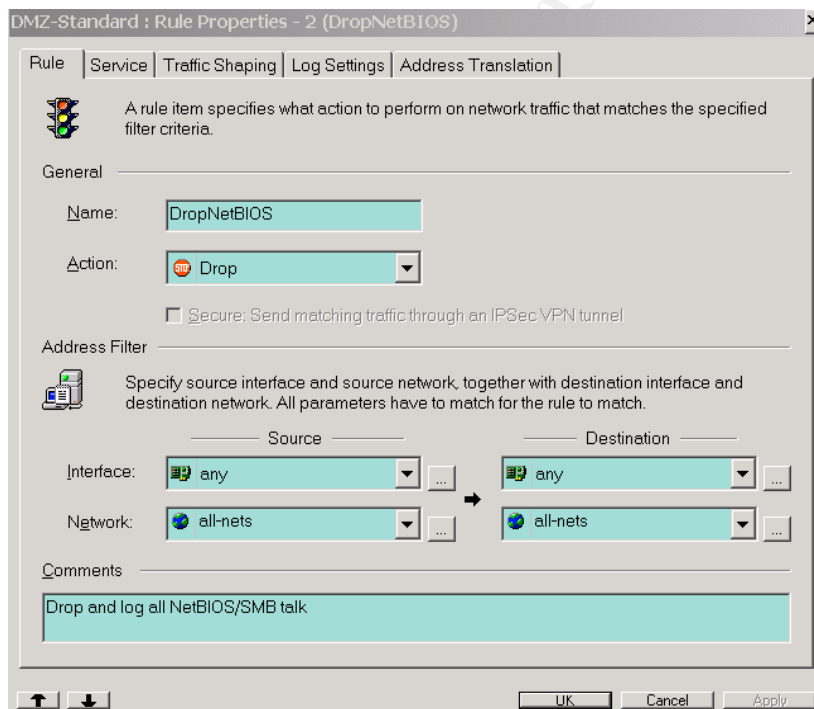 DMZ-Standard : Rule Properties - 2 (DropNetBIOS)
Rule Service Traffic Shaping Log Settings Address Translation
A rule item specifies what action to perform on network traffic that matches the specified
filter criteria.
General
Name: DropNetBIOS
Action: STOP Drop
Secure: Send matching traffic through an IPSec VPN tunnel
Address Filter
Specify source interface and source network, together with destination interface and
destination network. All parameters have to match for the rule to match.
Source Destination
Interface: any ... any ...
Network: all-nets ... all-nets ...
Comments
Drop and log all NetBIOS/SMB talk
OK Cancel Apply